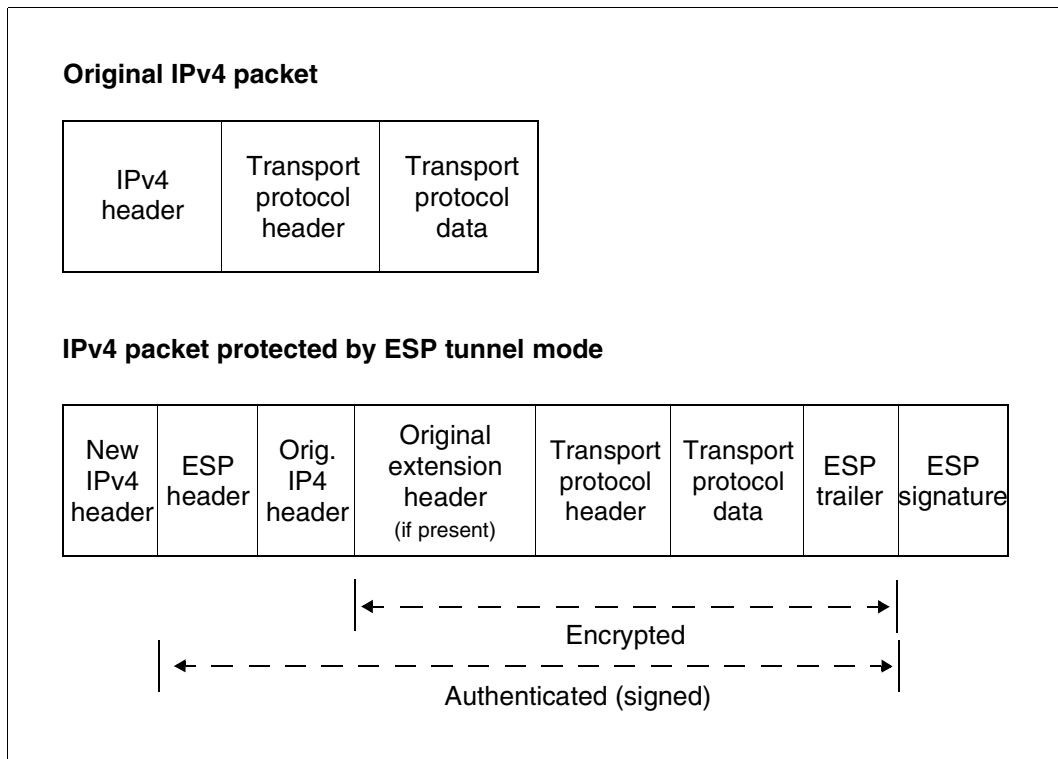 Original IPv4 packet
IPv4
header
Transport
protocol
header
Transport
protocol
data
IPv4 packet protected by ESP tunnel mode
New
IPv4
header
ESP
header
Orig.
IP4
header
Original
extension
header
(if present)
Transport
protocol
header
Transport
protocol
data
ESP
trailer
ESP
signature
Encrypted
Authenticated (signed)